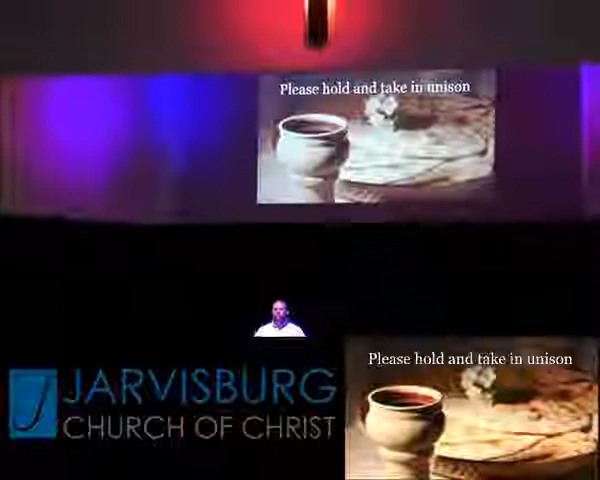 Please hold and take in unison
Please hold and take in unison
J JARVISBURG
CHURCH OF CHRIST